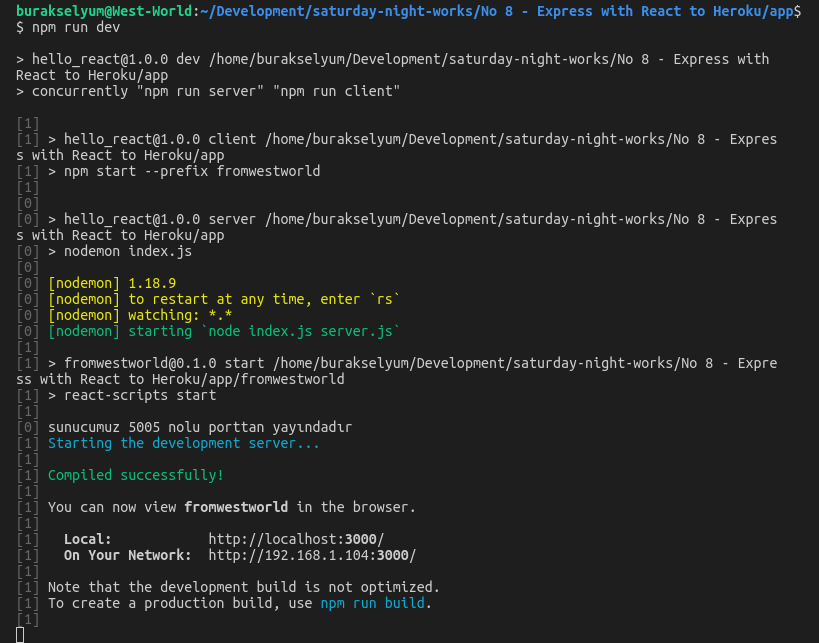 burakselyum@West-World:~/Development/saturday-night-works/No 8 - Express with React to Heroku/app$
$ npm run dev
> hello_react@1.0.0 dev /home/burakselyum/Development/saturday-night-works/No 8 - Express with
React to Heroku/app
> concurrently "npm run server" "npm run client"
[1]
[1] > hello_react@1.0.0 client /home/burakselyum/Development/saturday-night-works/No 8 - Expres
s with React to Heroku/app
[1] > npm start --prefix fromwestworld
[1]
[0]
[0] > hello_react@1.0.0 server /home/burakselyum/Development/saturday-night-works/No 8 - Expres
s with React to Heroku/app
[0] > nodemon index.js
[0]
[0] [nodemon] 1.18.9
[0] [nodemon] to restart at any time, enter `rs`
[0] [nodemon] watching: *.*
[0] [nodemon] starting `node index.js server.js`
[1]
[1] > fromwestworld@0.1.0 start /home/burakselyum/Development/saturday-night-works/No 8 - Expre
ss with React to Heroku/app/fromwestworld
[1] > react-scripts start
[1]
[0] sunucumuz 5005 nolu porttan yayındadır
[1] Starting the development server...
[1]
[1] Compiled successfully!
[1]
[1] You can now view fromwestworld in the browser.
[1]
[1]   Local:            http://localhost:3000/
[1]   On Your Network:  http://192.168.1.104:3000/
[1]
[1] Note that the development build is not optimized.
[1] To create a production build, use npm run build.
[1]